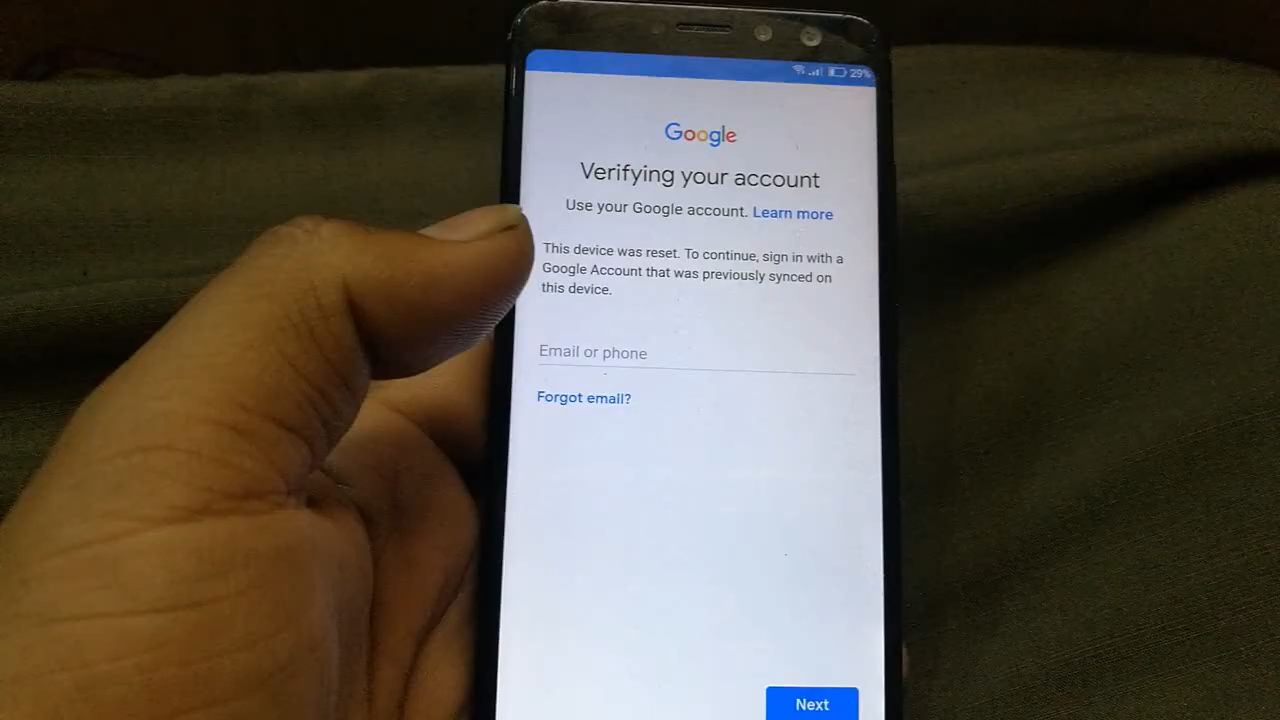 29%
Google
Verifying your account
Use your Google account. Learn more
This device was reset. To continue, sign in with a
Google Account that was previously synced on
this device.
Email or phone
Forgot email?
Next